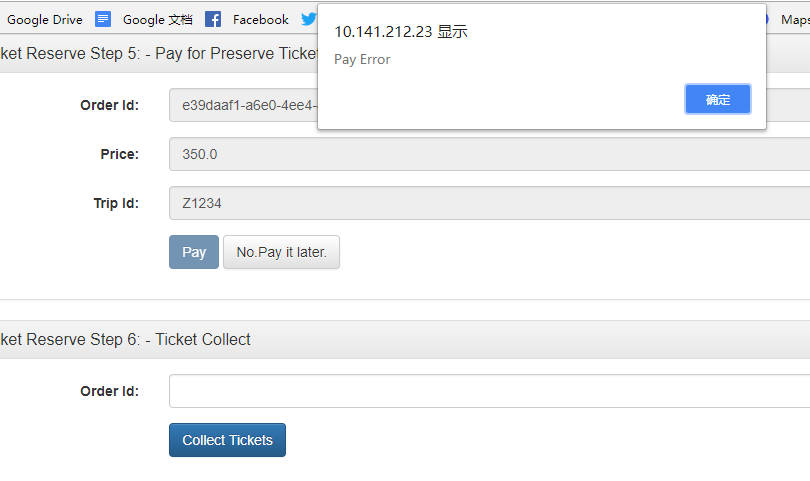 Google Drive Google 文档 Facebook Maps
10.141.212.23 显示
Pay Error
确定
ket Reserve Step 5: - Pay for Preserve Ticke
Order Id: e39daaf1-a6e0-4ee4-
Price: 350.0
Trip Id: Z1234
Pay No.Pay it later.
ket Reserve Step 6: - Ticket Collect
Order Id:
Collect Tickets